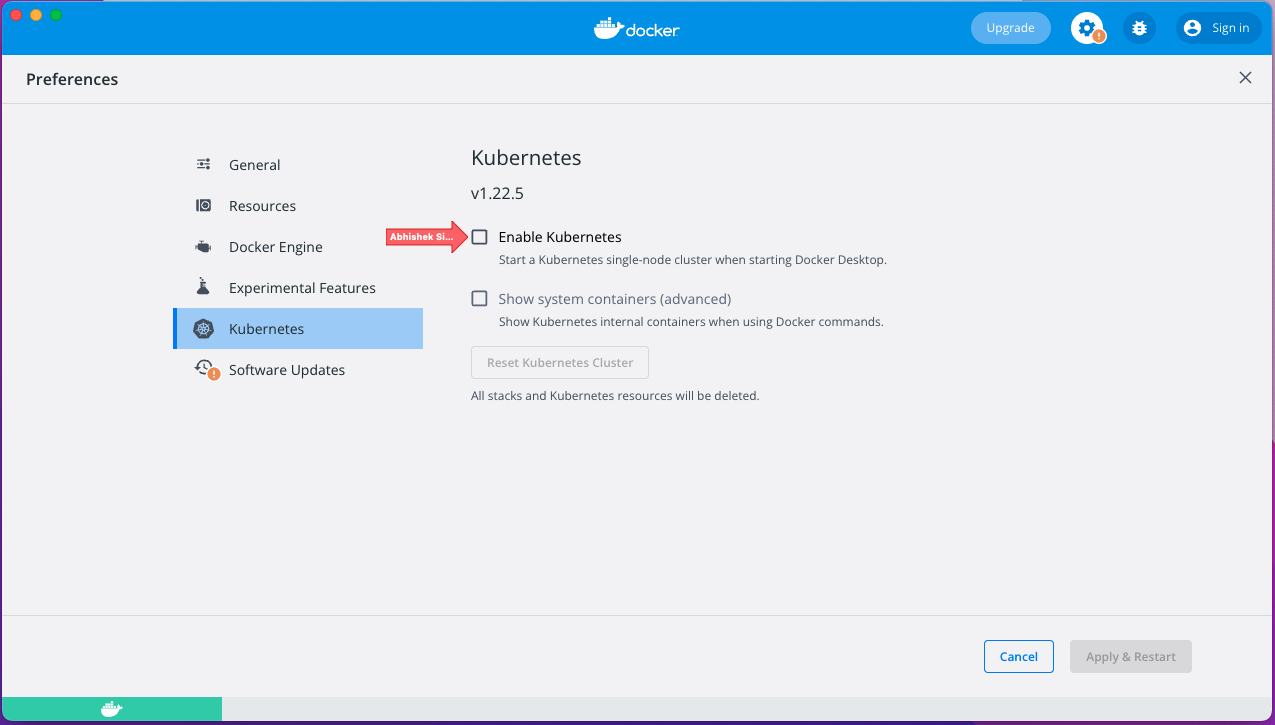 docker
Upgrade
Sign in
Preferences
General
Resources
Docker Engine
Experimental Features
Kubernetes
Software Updates
Kubernetes
v1.22.5
Abhishek Si...
Enable Kubernetes
Start a Kubernetes single-node cluster when starting Docker Desktop.
Show system containers (advanced)
Show Kubernetes internal containers when using Docker commands.
Reset Kubernetes Cluster
All stacks and Kubernetes resources will be deleted.
Cancel
Apply & Restart